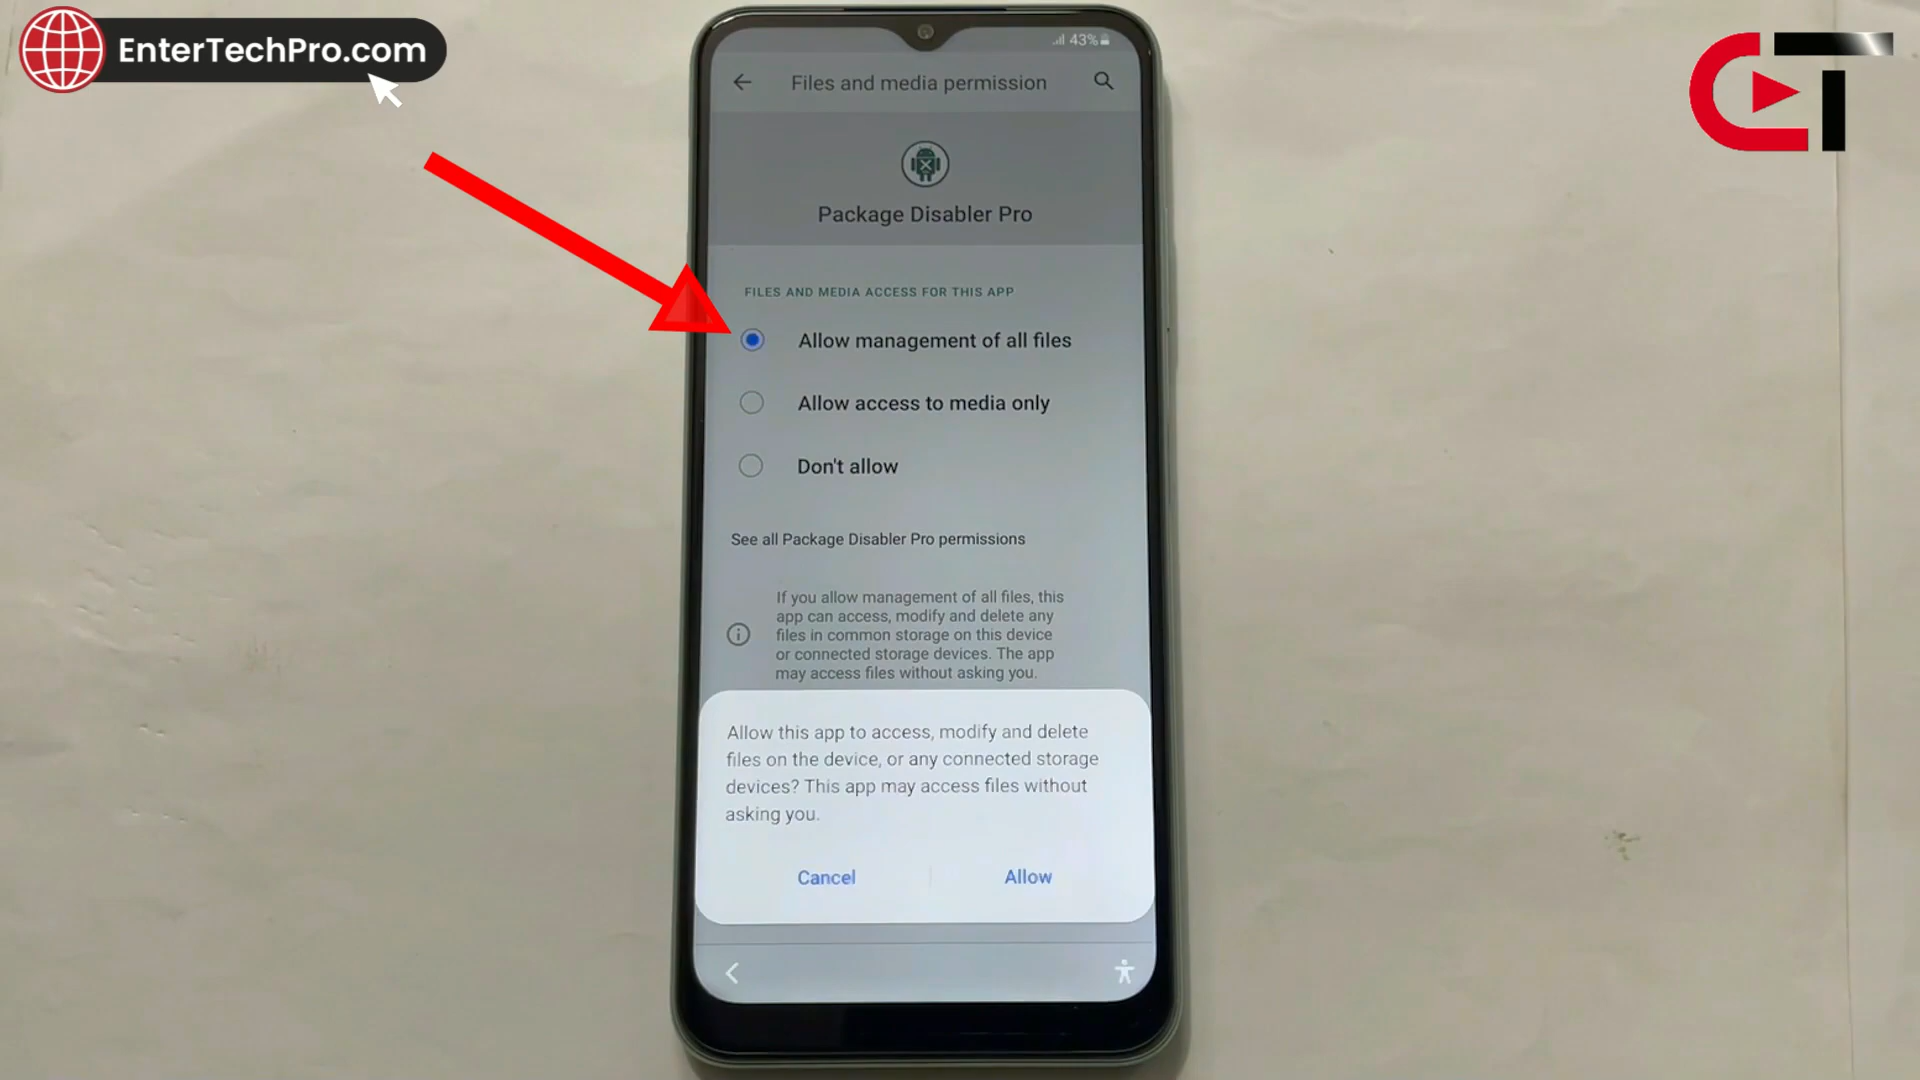 EnterTechPro.com
43%
Files and media permission
Package Disabler Pro
FILES AND MEDIA ACCESS FOR THIS APP
Allow management of all files
Allow access to media only
Don't allow
See all Package Disabler Pro permissions
If you allow management of all files, this
app can access, modify and delete any
files in common storage on this device
or connected storage devices. The app
may access files without asking you.
Allow this app to access, modify and delete
files on the device, or any connected storage
devices? This app may access files without
asking you.
Cancel Allow